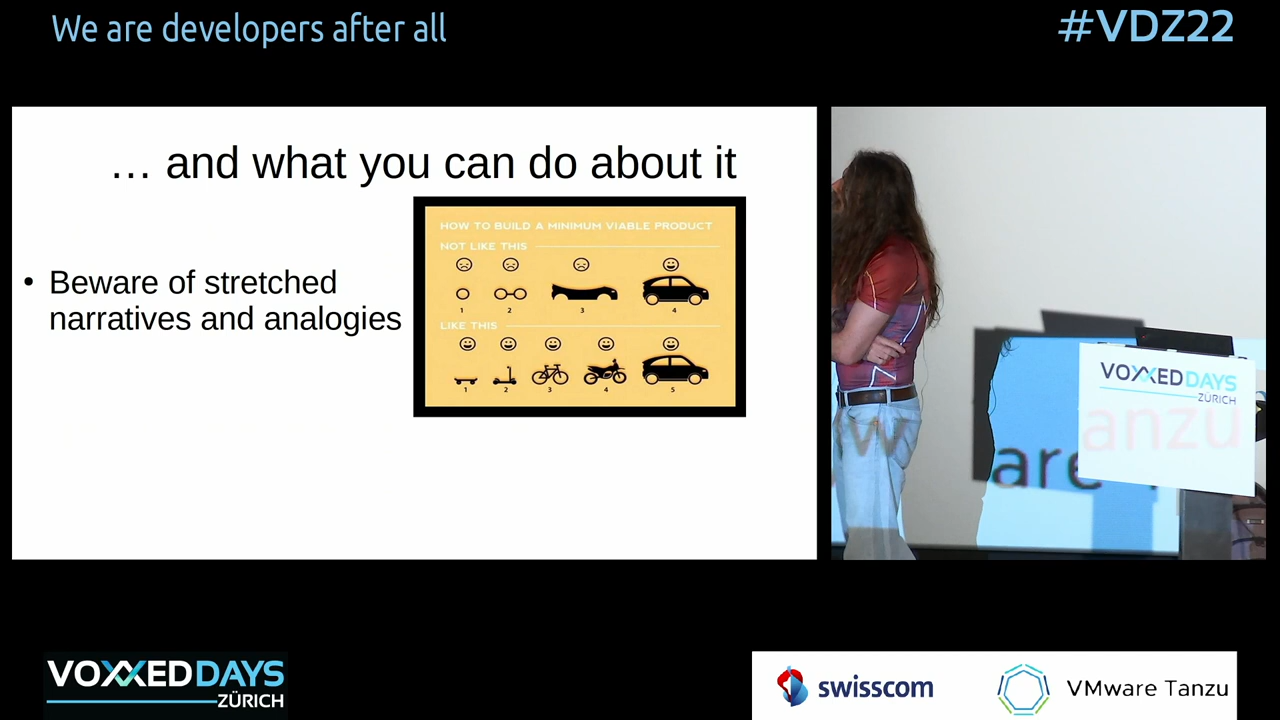 We are developers after all
#VDZ22
… and what you can do about it
• Beware of stretched
narratives and analogies
HOW TO BUILD A MINIMUM VIABLE PRODUCT
NOT LIKE THIS
1 2 3 4
LIKE THIS
1 2 3 4 5
VOXXED DAYS
ZÜRICH
w
are
anzu
VOXXED DAYS
ZÜRICH
swisscom
VMware Tanzu